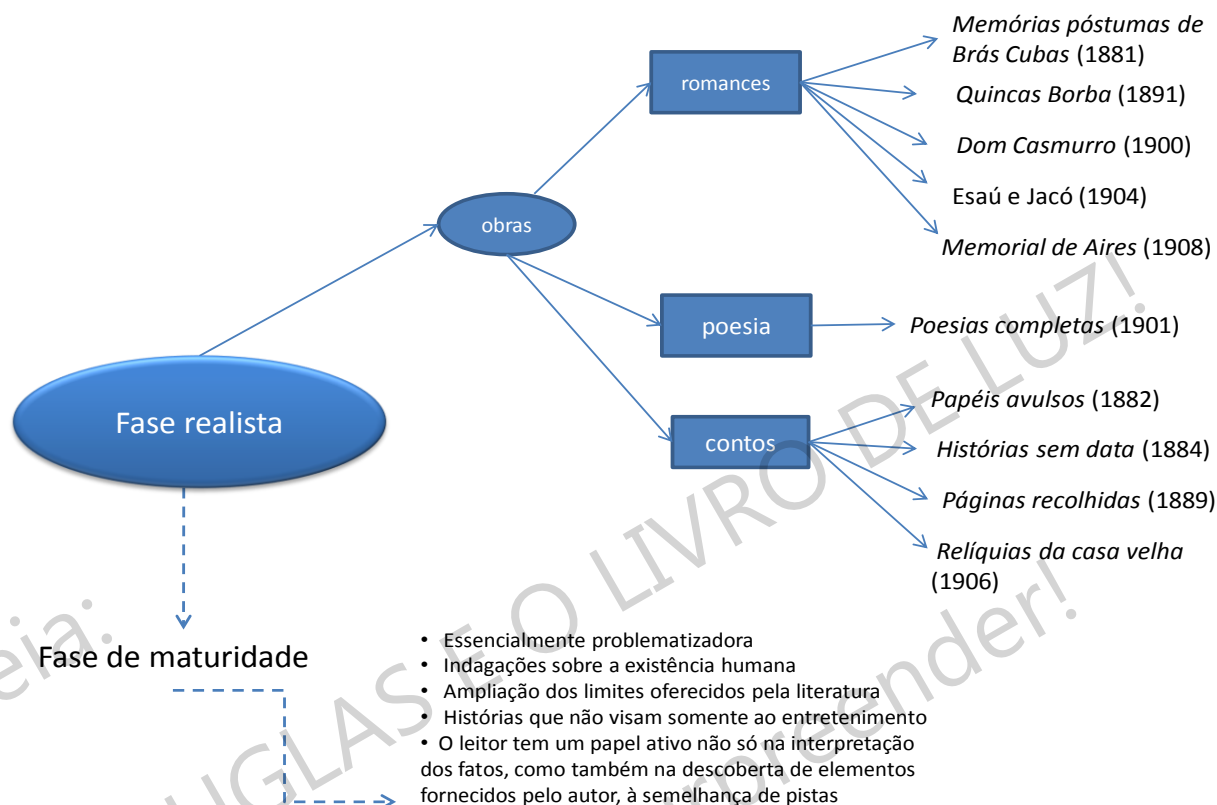 Memórias póstumas de
Brás Cubas (1881)
romances
Quincas Borba (1891)
Dom Casmurro (1900)
Esaú e Jacó (1904)
obras
Memorial de Aires (1908)
poesia
Poesias completas (1901)
Fase realista
Papéis avulsos (1882)
contos
Histórias sem data (1884)
Páginas recolhidas (1889)
Relíquias da casa velha
(1906)
Fase de maturidade
• Essencialmente problematizadora
• Indagações sobre a existência humana
• Ampliação dos limites oferecidos pela literatura
• Histórias que não visam somente ao entretenimento
• O leitor tem um papel ativo não só na interpretação
dos fatos, como também na descoberta de elementos
fornecidos pelo autor, à semelhança de pistas
eia:
UGLAS E O LIVRO DE LUZ!